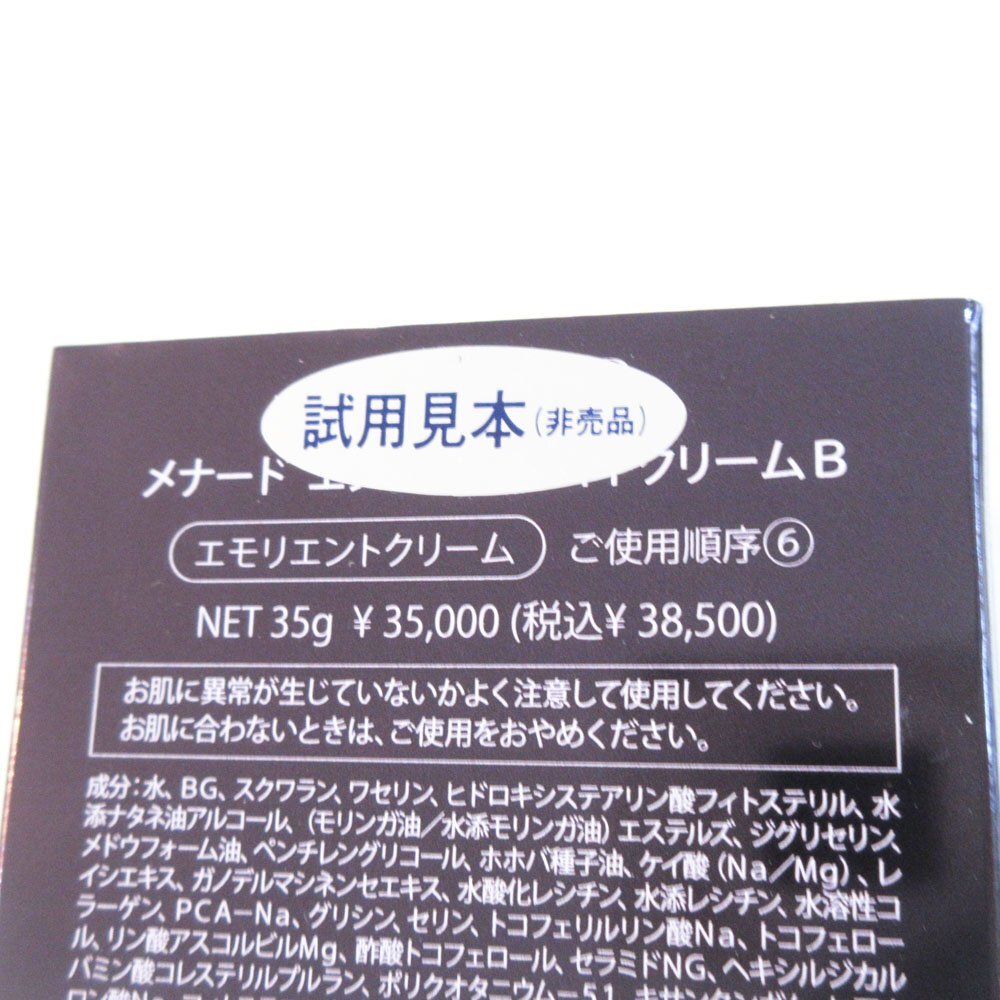 試用見本(非売品)
メナード クリームB
エモリエントクリーム ご使用順序⑥
NET 35g ¥35,000 (税込¥38,500)
お肌に異常が生じていないかよく注意して使用してください。
お肌に合わないときは、ご使用をおやめください。
成分:水、BG、スクワラン、ワセリン、ヒドロキシステアリン酸フィトステリル、水
添ナタネ油アルコール、(モリンガ油/水添モリンガ油)エステルズ、ジグリセリン、
メドウフォーム油、ペンチレングリコール、ホホバ種子油、ケイ酸(Na/Mg)、レ
イシエキス、ガノデルマシネンセエキス、水酸化レシチン、水添レシチン、水溶性コ
ラーゲン、PCA-Na、グリシン、セリン、トコフェリルリン酸Na、トコフェロー
ル、リン酸アスコルビルMg、酢酸トコフェロール、セラミドNG、ヘキシルジカル
バミン酸コレステリルプルラン、ポリクオタニウム-51、キサンタンガ